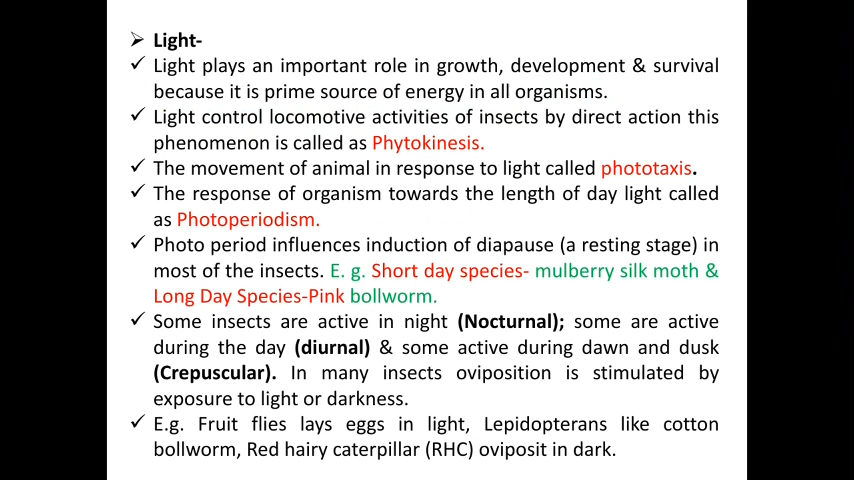 ➢ Light-
✓ Light plays an important role in growth, development & survival
because it is prime source of energy in all organisms.
✓ Light control locomotive activities of insects by direct action this
phenomenon is called as Phytokinesis.
✓ The movement of animal in response to light called phototaxis.
✓ The response of organism towards the length of day light called
as Photoperiodism.
✓ Photo period influences induction of diapause (a resting stage) in
most of the insects. E. g. Short day species- mulberry silk moth &
Long Day Species-Pink bollworm.
✓ Some insects are active in night (Nocturnal); some are active
during the day (diurnal) & some active during dawn and dusk
(Crepuscular). In many insects oviposition is stimulated by
exposure to light or darkness.
✓ E.g. Fruit flies lays eggs in light, Lepidopterans like cotton
bollworm, Red hairy caterpillar (RHC) oviposit in dark.